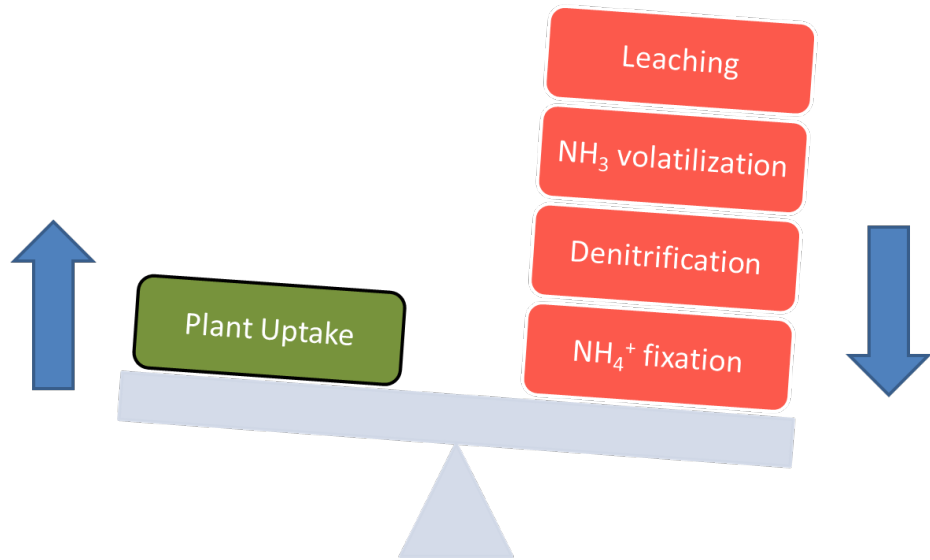 Leaching
NH₃ volatilization
Denitrification
Plant Uptake
NH₄⁺ fixation